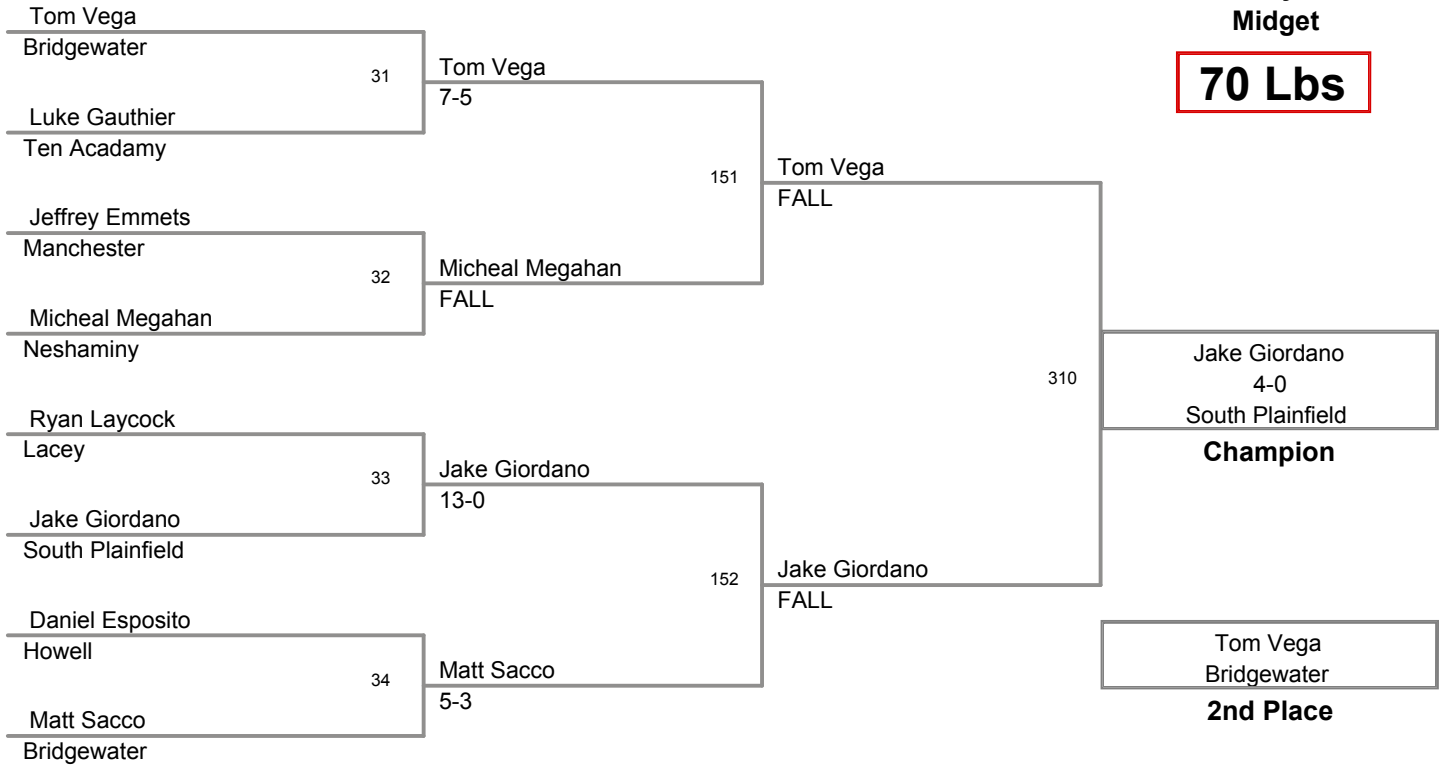 Midget
70 Lbs
Tom Vega
Bridgewater
31
Luke Gauthier
Ten Acadamy
Tom Vega
7-5
Jeffrey Emmets
Manchester
32
Micheal Megahan
Neshaminy
Micheal Megahan
FALL
151
Tom Vega
FALL
Ryan Laycock
Lacey
33
Jake Giordano
South Plainfield
Jake Giordano
13-0
Daniel Esposito
Howell
34
Matt Sacco
Bridgewater
Matt Sacco
5-3
152
Jake Giordano
FALL
310
Jake Giordano
4-0
South Plainfield
Champion
Tom Vega
Bridgewater
2nd Place